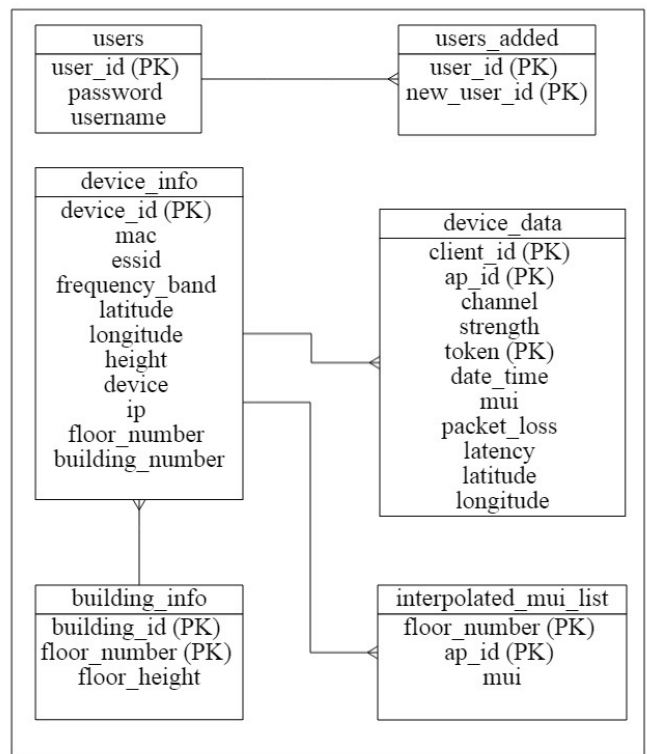 users
user_id (PK)
password
username
users_added
user_id (PK)
new_user_id (PK)
device_info
device_id (PK)
mac
essid
frequency_band
latitude
longitude
height
device
ip
floor_number
building_number
device_data
client_id (PK)
ap_id (PK)
channel
strength
token (PK)
date_time
mui
packet_loss
latency
latitude
longitude
building_info
building_id (PK)
floor_number (PK)
floor_height
interpolated_mui_list
floor_number (PK)
ap_id (PK)
mui